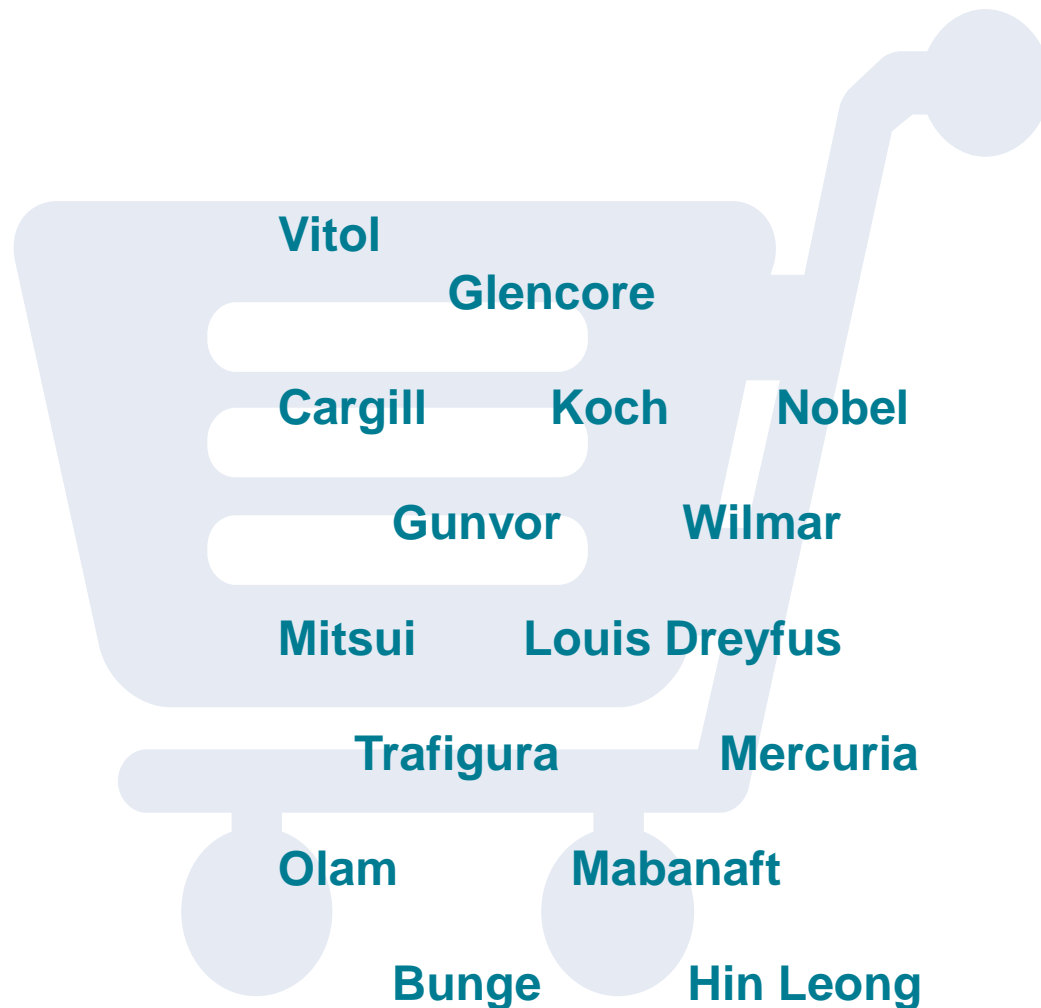 Vitol
Glencore
Cargill Koch Nobel
Gunvor Wilmar
Mitsui Louis Dreyfus
Trafigura Mercuria
Olam Mabanaft
Bunge Hin Leong